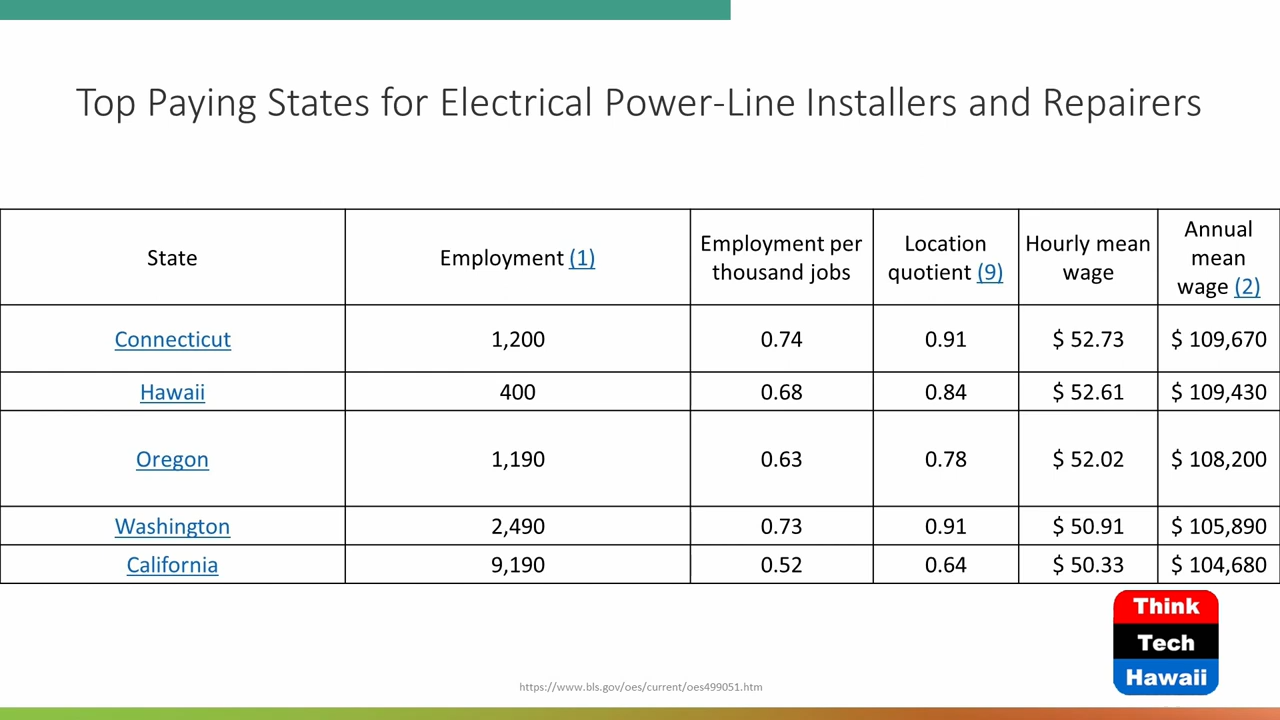 Top Paying States for Electrical Power-Line Installers and Repairers
State
Employment (1)
Employment per
thousand jobs
Location
quotient (9)
Hourly mean
wage
Annual
mean
wage (2)
Connecticut 1,200 0.74 0.91 $ 52.73 $ 109,670
Hawaii 400 0.68 0.84 $ 52.61 $ 109,430
Oregon 1,190 0.63 0.78 $ 52.02 $ 108,200
Washington 2,490 0.73 0.91 $ 50.91 $ 105,890
California 9,190 0.52 0.64 $ 50.33 $ 104,680
Think
Tech
Hawaii
https://www.bls.gov/oes/current/oes499051.htm